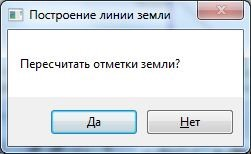 Построение линии земли
Пересчитать отметки земли?
Да
Нет